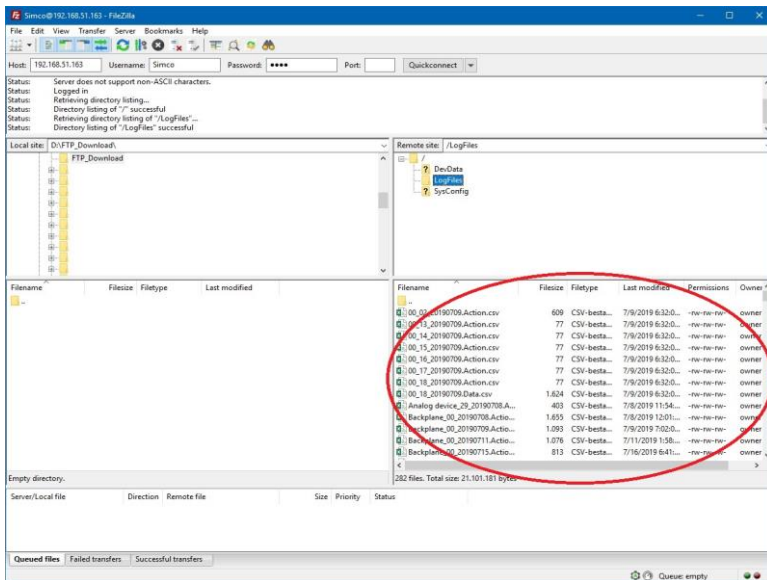 Simco@192.168.51.163 - FileZilla
File Edit View Transfer Server Bookmarks Help
Host: 192.168.51.163 Username: Simco Password: •••• Port: Quickconnect
Status: Server does not support non-ASCII characters.
Status: Logged in
Status: Retrieving directory listing...
Status: Directory listing of "/" successful
Status: Retrieving directory listing of "/LogFiles"...
Status: Directory listing of "/LogFiles" successful
Local site: D:\FTP_Download\
FTP_Download
Remote site: /LogFiles
/
? DevData
LogFiles
? SysConfig
Filename Filesize Filetype Last modified
..
Empty directory.
Filename Filesize Filetype Last modified Permissions Owner
..
609 CSV-besta... 7/9/2019 6:32:0... -rw-rw-rw- owner
00_13_20190709.Action.csv 77 CSV-besta... 7/9/2019 6:32:0... -rw-rw-rw- owner
00_14_20190709.Action.csv 77 CSV-besta... 7/9/2019 6:32:0... -rw-rw-rw- owner
00_15_20190709.Action.csv 77 CSV-besta... 7/9/2019 6:32:0... -rw-rw-rw- owner
00_16_20190709.Action.csv 77 CSV-besta... 7/9/2019 6:32:0... -rw-rw-rw- owner
00_17_20190709.Action.csv 77 CSV-besta... 7/9/2019 6:32:0... -rw-rw-rw- owner
00_18_20190709.Action.csv 77 CSV-besta... 7/9/2019 6:32:0... -rw-rw-rw- owner
00_18_20190709.Data.csv 1.624 CSV-besta... 7/9/2019 6:32:0... -rw-rw-rw- owner
Analog device_29_20190708.A... 403 CSV-besta... 7/8/2019 11:54:... -rw-rw-rw- owner
Backplane_00_20190708.Actio... 1.655 CSV-besta... 7/8/2019 12:01:... -rw-rw-rw- owner
Backplane_00_20190709.Actio... 1.093 CSV-besta... 7/9/2019 7:02:0... -rw-rw-rw- owner
Backplane_00_20190711.Actio... 1.076 CSV-besta... 7/11/2019 1:58:... -rw-rw-rw- owner
Backplane_00_20190715.Actio... 813 CSV-besta... 7/16/2019 6:41:... -rw-rw-rw- owner
282 files. Total size: 21.101.181 bytes
Server/Local file Direction Remote file Size Priority Status
Queued files Failed transfers Successful transfers
Queue: empty